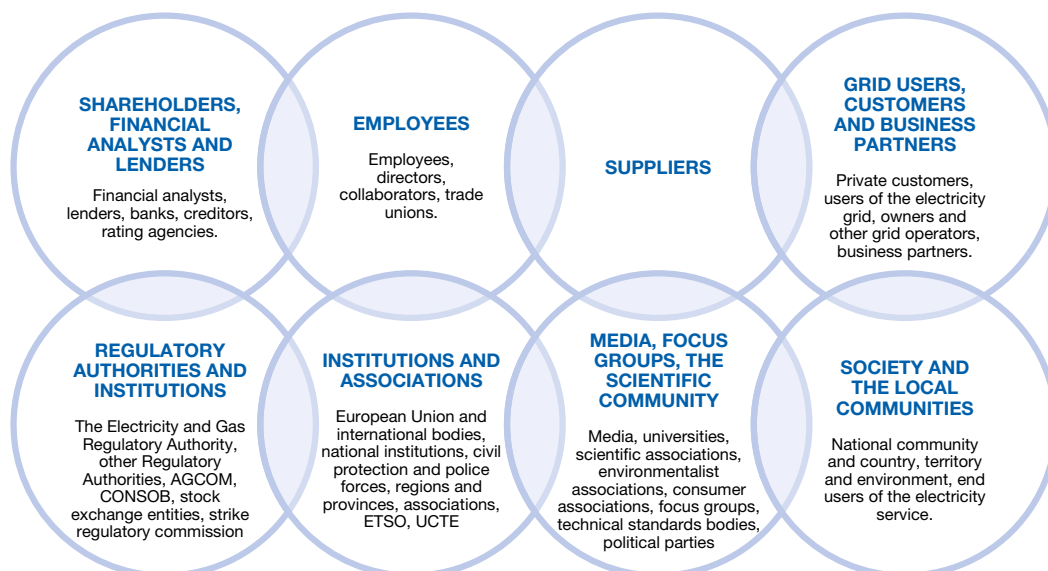 SHAREHOLDERS,
FINANCIAL
ANALYSTS AND
LENDERS
Financial analysts,
lenders, banks, creditors,
rating agencies.
EMPLOYEES
Employees,
directors,
collaborators, trade
unions.
SUPPLIERS
GRID USERS,
CUSTOMERS
AND BUSINESS
PARTNERS
Private customers,
users of the electricity
grid, owners and
other grid operators,
business partners.
REGULATORY
AUTHORITIES AND
INSTITUTIONS
The Electricity and Gas
Regulatory Authority,
other Regulatory
Authorities, AGCOM,
CONSOB, stock
exchange entities, strike
regulatory commission
INSTITUTIONS AND
ASSOCIATIONS
European Union and
international bodies,
national institutions, civil
protection and police
forces, regions and
provinces, associations,
ETSO, UCTE
MEDIA, FOCUS
GROUPS, THE
SCIENTIFIC
COMMUNITY
Media, universities,
scientific associations,
environmentalist
associations, consumer
associations, focus groups,
technical standards bodies,
political parties
SOCIETY AND
THE LOCAL
COMMUNITIES
National community
and country, territory
and environment, end
users of the electricity
service.